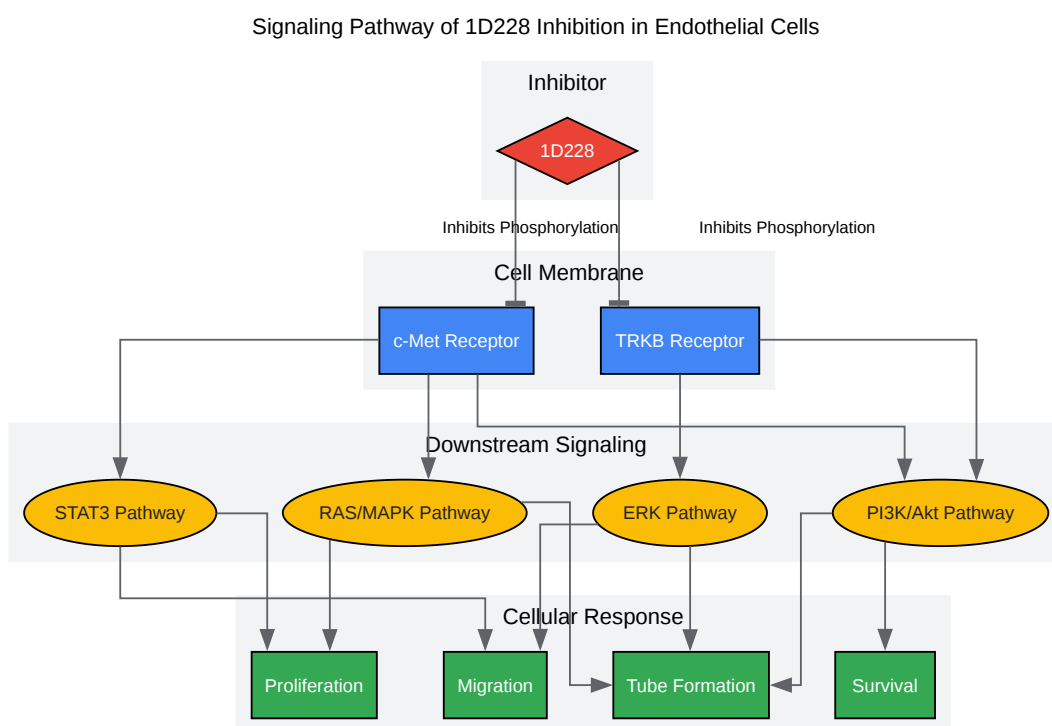 Signaling Pathway of 1D228 Inhibition in Endothelial Cells
Inhibitor
1D228
Inhibits Phosphorylation
Inhibits Phosphorylation
Cell Membrane
c-Met Receptor
TRKB Receptor
Downstream Signaling
STAT3 Pathway
RAS/MAPK Pathway
ERK Pathway
PI3K/Akt Pathway
Cellular Response
Proliferation
Migration
Tube Formation
Survival